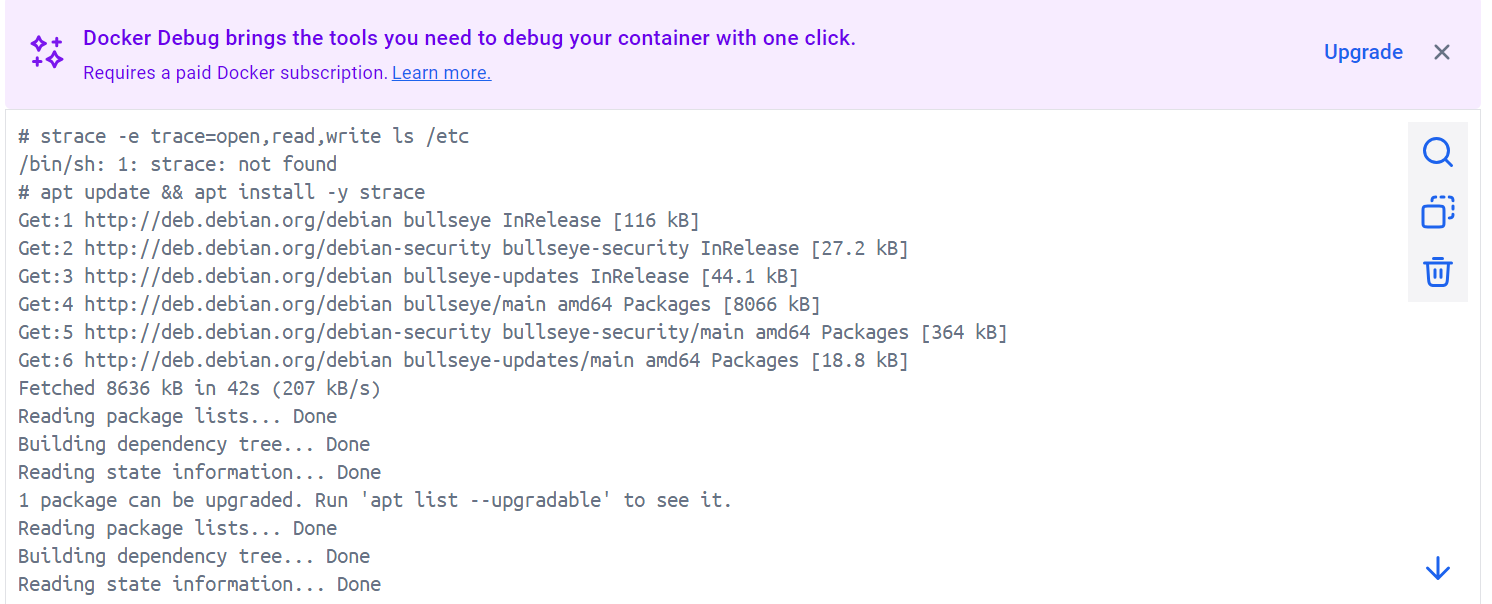 Docker Debug brings the tools you need to debug your container with one click.
Requires a paid Docker subscription. Learn more.
Upgrade
# strace -e trace=open,read,write ls /etc
/bin/sh: 1: strace: not found
# apt update && apt install -y strace
Get:1 http://deb.debian.org/debian bullseye InRelease [116 kB]
Get:2 http://deb.debian.org/debian-security bullseye-security InRelease [27.2 kB]
Get:3 http://deb.debian.org/debian bullseye-updates InRelease [44.1 kB]
Get:4 http://deb.debian.org/debian bullseye/main amd64 Packages [8066 kB]
Get:5 http://deb.debian.org/debian-security bullseye-security/main amd64 Packages [364 kB]
Get:6 http://deb.debian.org/debian bullseye-updates/main amd64 Packages [18.8 kB]
Fetched 8636 kB in 42s (207 kB/s)
Reading package lists... Done
Building dependency tree... Done
Reading state information... Done
1 package can be upgraded. Run 'apt list --upgradable' to see it.
Reading package lists... Done
Building dependency tree... Done
Reading state information... Done